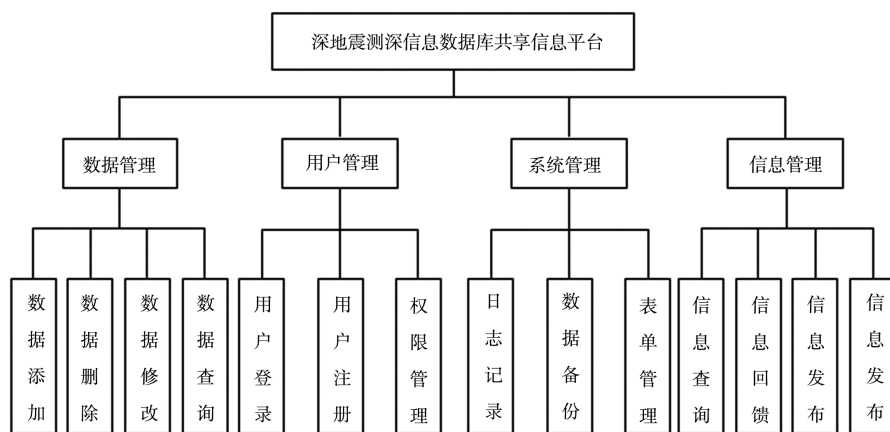 深地震测深信息数据库共享信息平台
数据管理
用户管理
系统管理
信息管理
数据添加
数据删除
数据修改
数据查询
用户登录
用户注册
权限管理
日志记录
数据备份
表单管理
信息查询
信息回馈
信息发布
信息发布